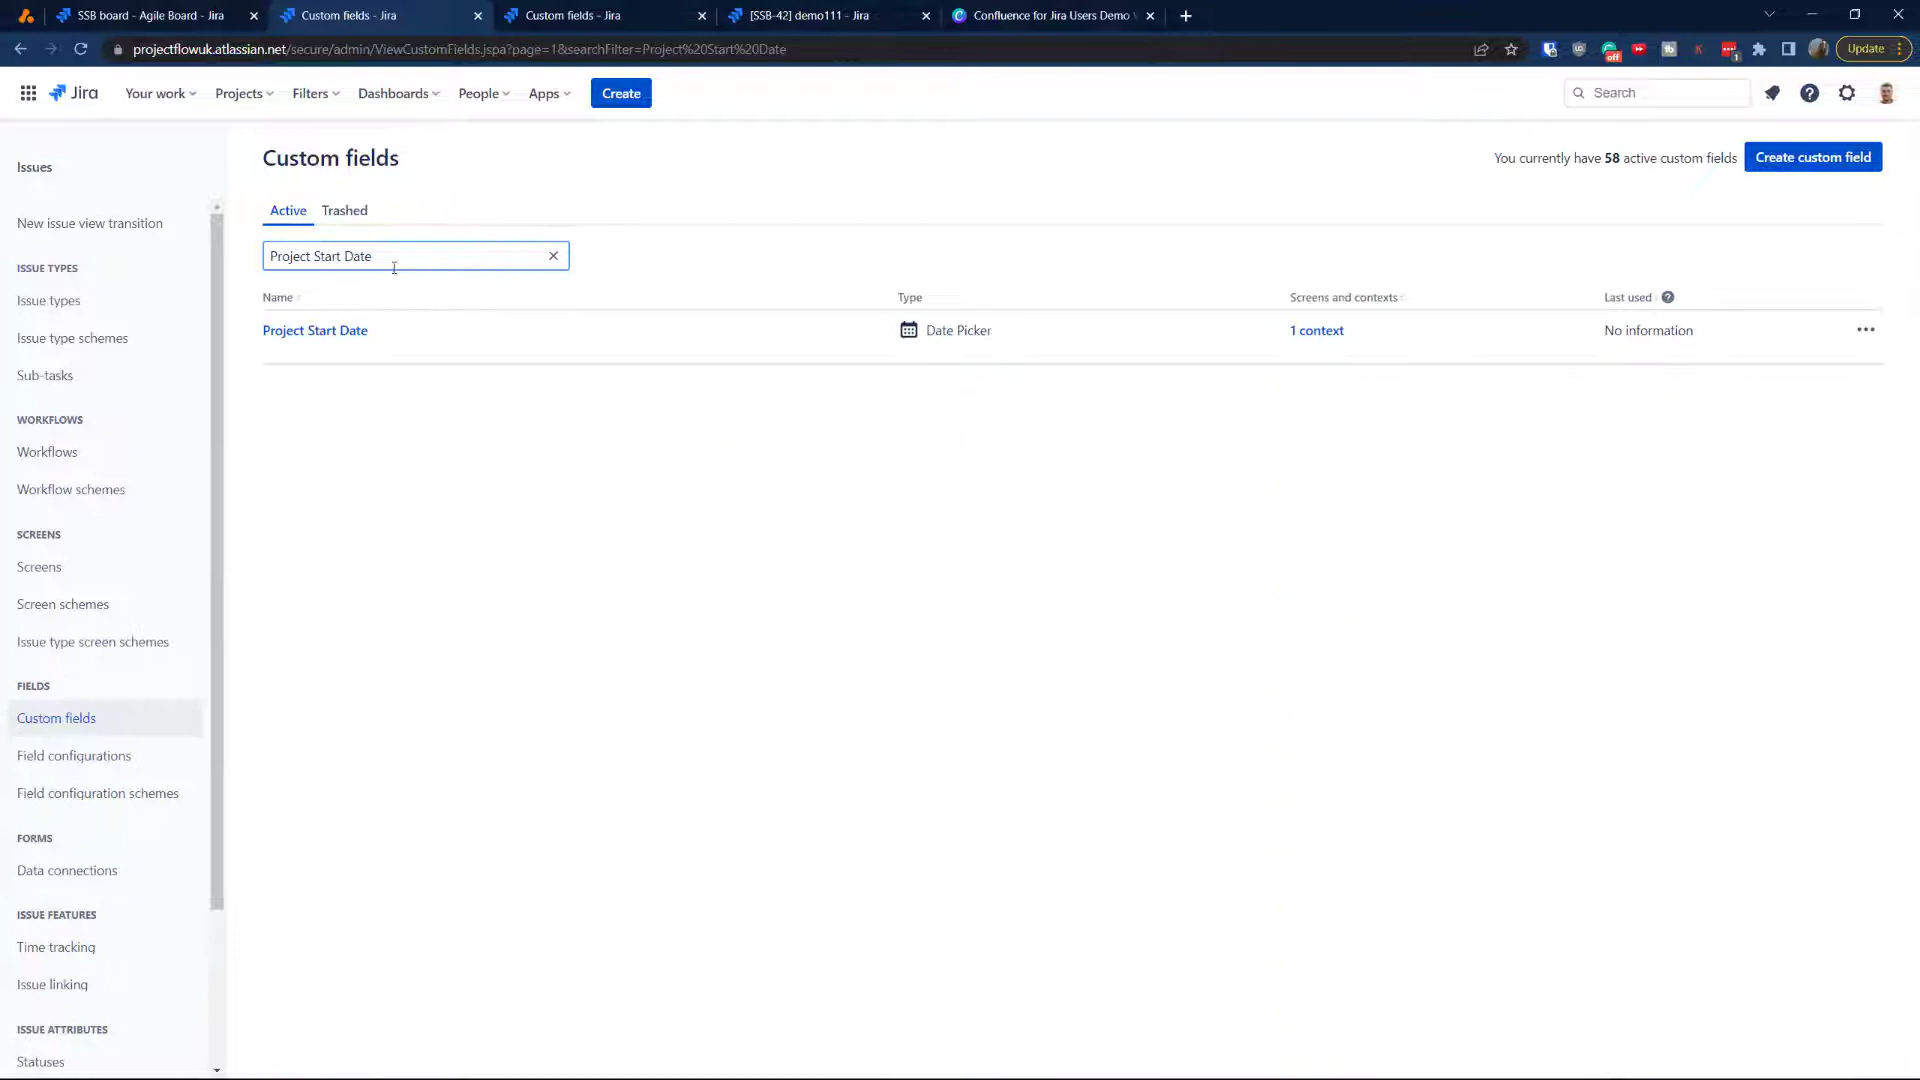 SSB board - Agile Board - Jira
Custom fields - Jira
Custom fields - Jira
[SSB-42] demo111 - Jira
Confluence for Jira Users Demo
projectflowuk.atlassian.net/secure/admin/ViewCustomFields.jspa?page=1&searchFilter=Project%20Start%20Date
off
1
Update
Jira
Your work
Projects
Filters
Dashboards
People
Apps
Create
Search
Issues
New issue view transition
ISSUE TYPES
Issue types
Issue type schemes
Sub-tasks
WORKFLOWS
Workflows
Workflow schemes
SCREENS
Screens
Screen schemes
Issue type screen schemes
FIELDS
Custom fields
Field configurations
Field configuration schemes
FORMS
Data connections
ISSUE FEATURES
Time tracking
Issue linking
ISSUE ATTRIBUTES
Statuses
Custom fields
You currently have 58 active custom fields
Create custom field
Active
Trashed
Project Start Date
Name
Type
Screens and contexts
Last used
Project Start Date
Date Picker
1 context
No information